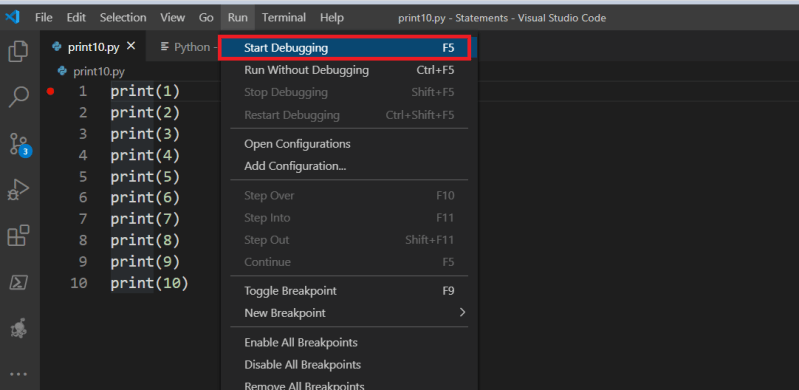 File Edit Selection View Go Run Terminal Help print10.py - Statements - Visual Studio Code
print10.py Python -
print10.py
1 print(1)
2 print(2)
3 print(3)
4 print(4)
5 print(5)
6 print(6)
7 print(7)
8 print(8)
9 print(9)
10 print(10)
3
Start Debugging F5
Run Without Debugging Ctrl+F5
Stop Debugging Shift+F5
Restart Debugging Ctrl+Shift+F5
Open Configurations
Add Configuration...
Step Over F10
Step Into F11
Step Out Shift+F11
Continue F5
Toggle Breakpoint F9
New Breakpoint
Enable All Breakpoints
Disable All Breakpoints
Remove All Breakpoints